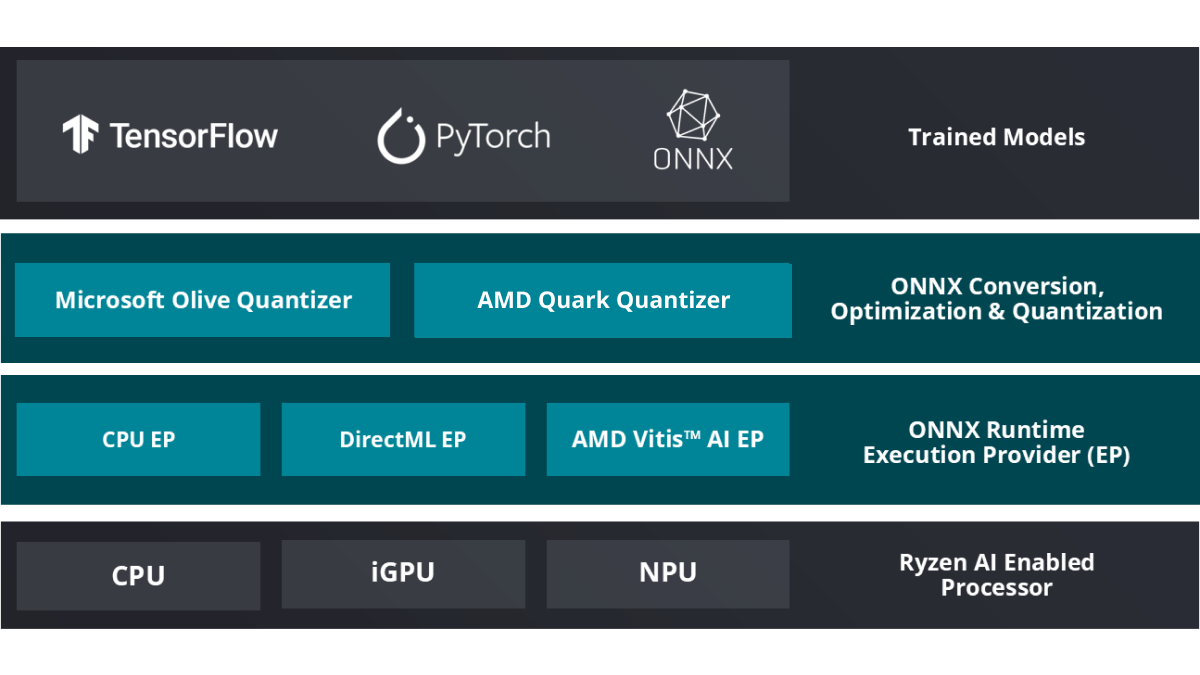 TensorFlow
PyTorch
ONNX
Trained Models
Microsoft Olive Quantizer
AMD Quark Quantizer
ONNX Conversion,
Optimization & Quantization
CPU EP
DirectML EP
AMD Vitis™ AI EP
ONNX Runtime
Execution Provider (EP)
CPU
iGPU
NPU
Ryzen AI Enabled
Processor